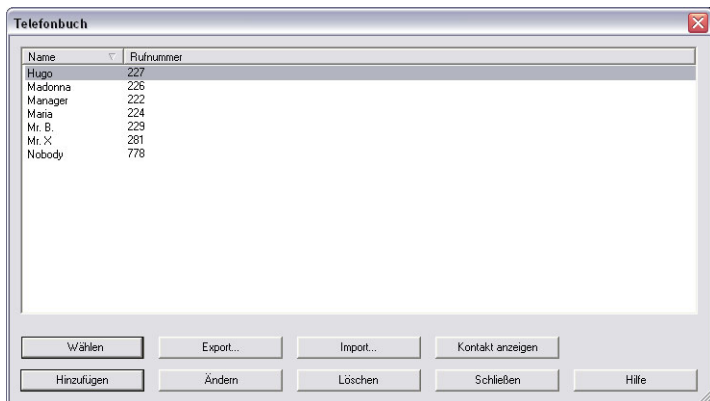 Telefonbuch
Name Rufnummer
Hugo 227
Madonna 226
Manager 222
Maria 224
Mr. B. 229
Mr. X 281
Nobody 778
Wählen Export... Import... Kontakt anzeigen
Hinzufügen Ändern Löschen Schließen Hilfe